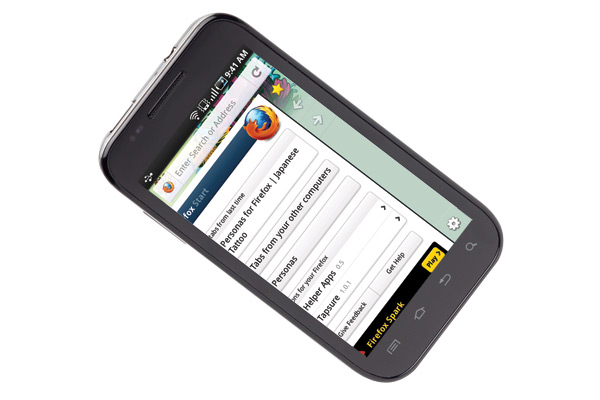 9:41 AM
Enter Search or Address
fox Start
Tabs from last time
Personas for Firefox | Japanese
Tattoo
Tabs from your other computers
Personas
ons for your Firefox
Helper Apps 0.5
Tapsure 1.0.1
Give Feedback
Get Help
Firefox Spark
Play >